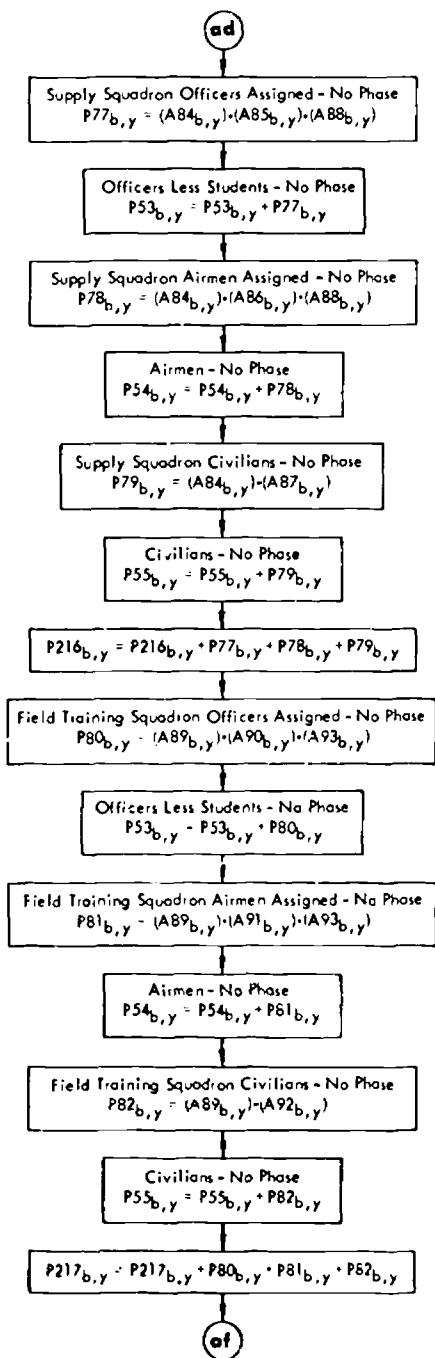 ad
Supply Squadron Officers Assigned - No Phase
P77b,y = (A84b,y)•(A85b,y)•(A88b,y)
Officers Less Students - No Phase
P53b,y = P53b,y + P77b,y
Supply Squadron Airmen Assigned - No Phase
P78b,y = (A84b,y)•(A86b,y)•(A88b,y)
Airmen - No Phase
P54b,y = P54b,y + P78b,y
Supply Squadron Civilians - No Phase
P79b,y = (A84b,y)-(A87b,y)
Civilians - No Phase
P55b,y = P55b,y + P79b,y
P216b,y = P216b,y + P77b,y + P78b,y + P79b,y
Field Training Squadron Officers Assigned - No Phase
P80b,y - (A89b,y)•(A90b,y)•(A93b,y)
Officers Less Students - Na Phase
P53b,y - P53b,y + P80b,y
Field Training Squadron Airmen Assigned - Na Phase
P81b,y - (A89b,y)•(A91b,y)•(A93b,y)
Airmen - No Phase
P54b,y = P54b,y + P81b,y
Field Training Squadron Civilians - No Phase
P82b,y = (A89b,y)-(A92b,y)
Civilians - No Phase
P55b,y = P55b,y + P82b,y
P217b,y - P217b,y + P80b,y • P81b,y + P82b,y
af